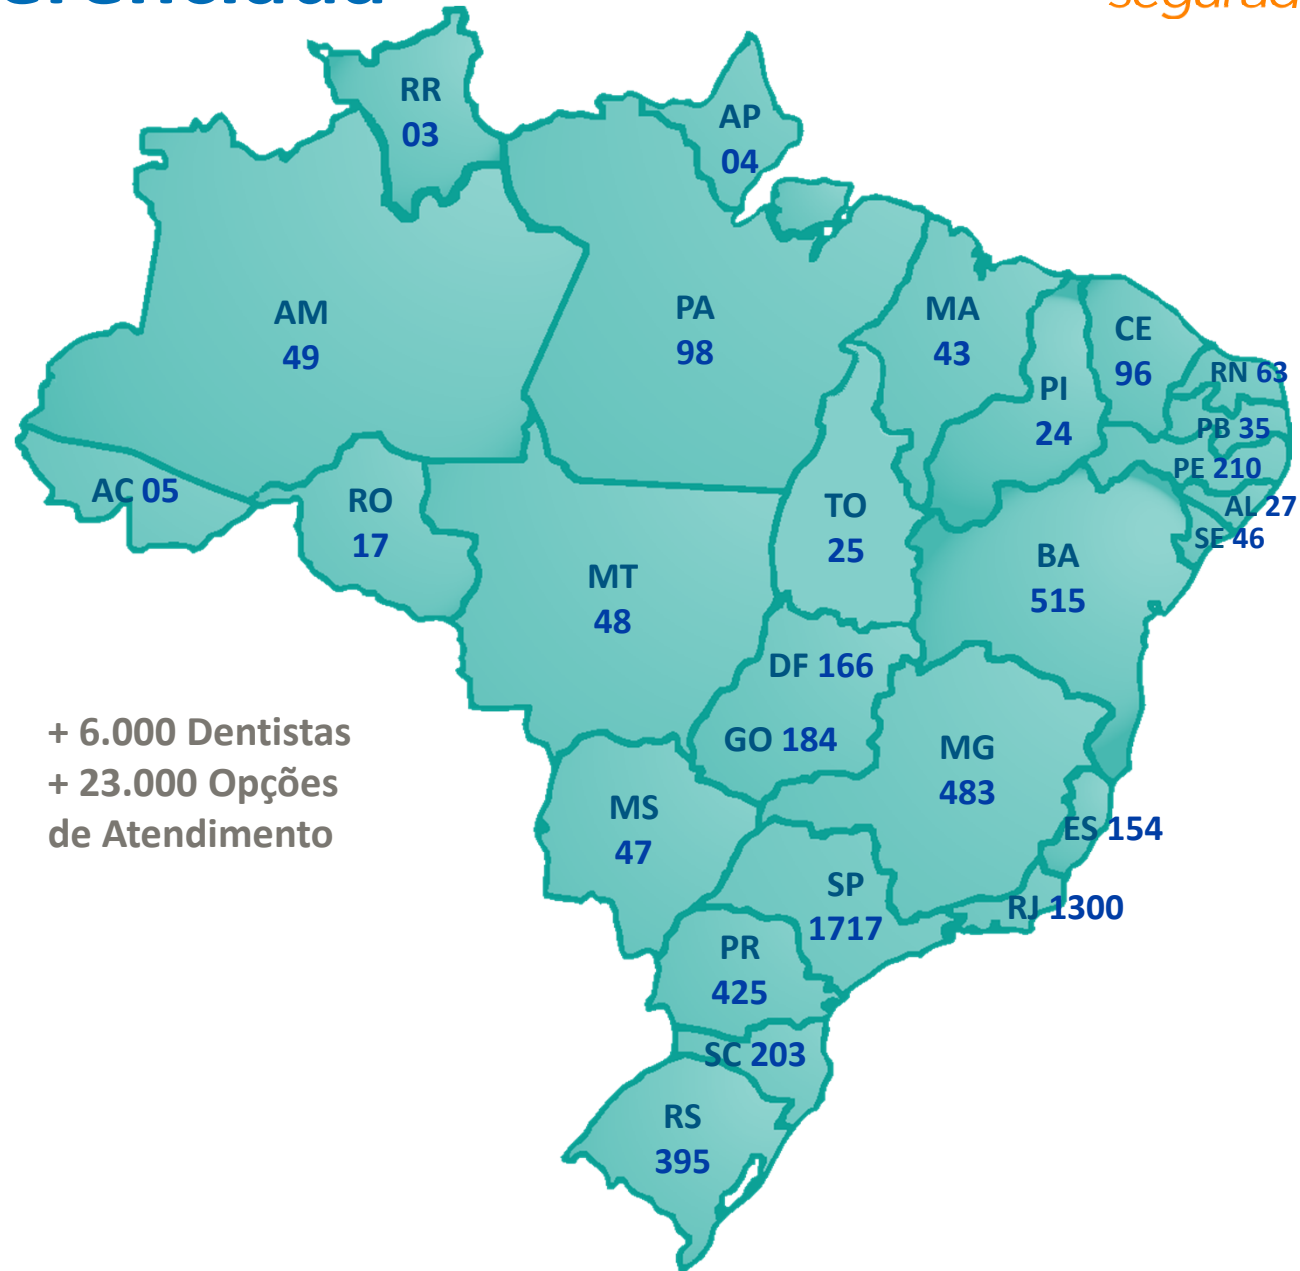 RR
03
AP
04
AM
49
PA
98
MA
43
CE
96
RN 63
PI
24
PB 35
PE 210
AC 05
RO
17
TO
25
AL 27
SE 46
BA
515
MT
48
DF 166
GO 184
+ 6.000 Dentistas
+ 23.000 Opções
de Atendimento
MG
483
MS
47
ES 154
SP
1717
RJ 1300
PR
425
SC 203
RS
395